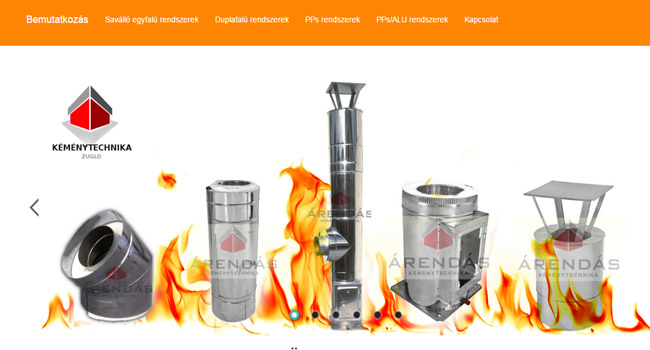 Bemutatkozás Saválló egyfalú rendszerek Duplafalú rendszerek PPs rendszerek PPs/ALU rendszerek Kapcsolat
KÉMÉNYTECHNIKA
ZUGLÓ
ÁRENDÁS
KÉMÉNYTECHNIKA
ÁRENDÁS
KÉMÉNYTECHNIKA
ÁRENDÁS
KÉMÉNYTECHNIKA
ÁRENDÁS
KÉMÉNYTECHNIKA
ÁRENDÁS
KÉMÉNYTECHNIKA